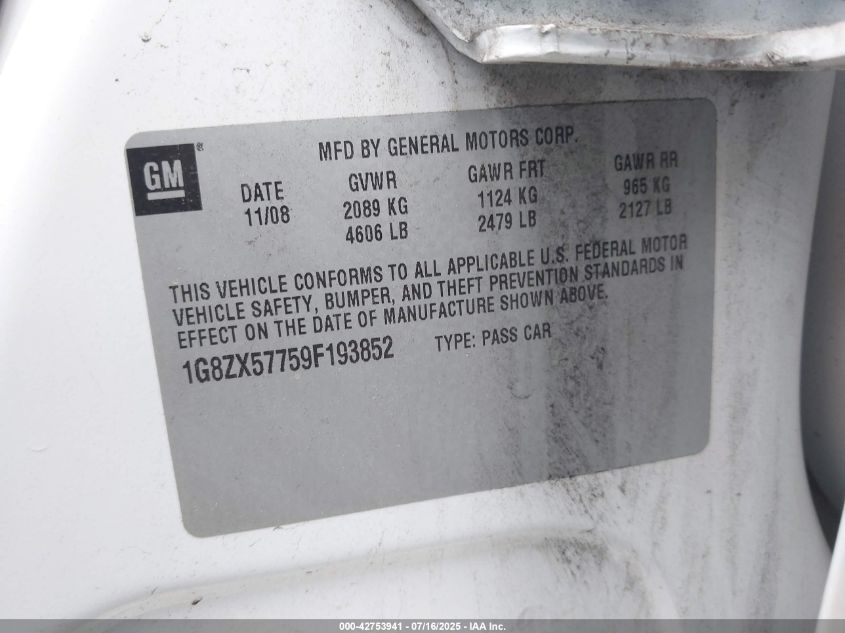 GM®
MFD BY GENERAL MOTORS CORP.
DATE GVWR GAWR FRT GAWR RR
11/08 2089 KG 1124 KG 965 KG
4606 LB 2479 LB 2127 LB
THIS VEHICLE CONFORMS TO ALL APPLICABLE U.S. FEDERAL MOTOR
VEHICLE SAFETY, BUMPER, AND THEFT PREVENTION STANDARDS IN
EFFECT ON THE DATE OF MANUFACTURE SHOWN ABOVE.
1G8ZX57759F193852 TYPE: PASS CAR
000-42753941 - 07/16/2025 - IAA Inc.